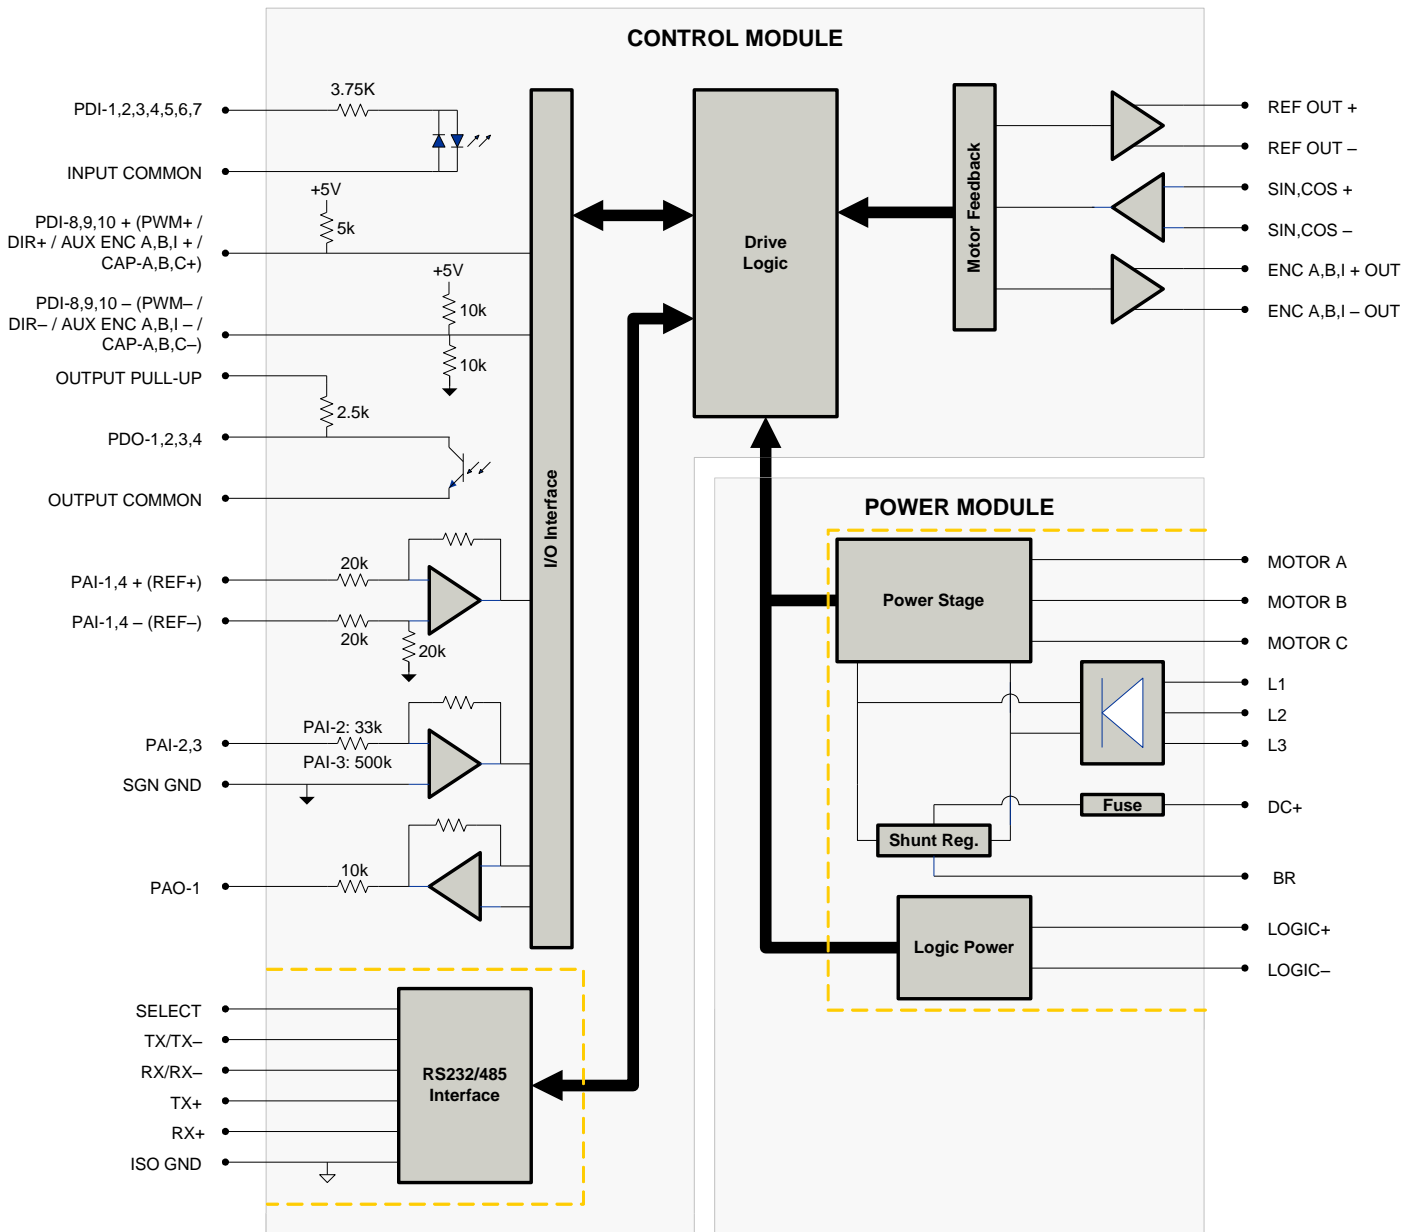 CONTROL MODULE
PDI-1,2,3,4,5,6,7
3.75K
INPUT COMMON
+5V
5k
PDI-8,9,10 + (PWM+ /
DIR+ / AUX ENC A,B,I + /
CAP-A,B,C+)
+5V
10k
10k
PDI-8,9,10 – (PWM– /
DIR– / AUX ENC A,B,I – /
CAP-A,B,C–)
OUTPUT PULL-UP
2.5k
PDO-1,2,3,4
OUTPUT COMMON
PAI-1,4 + (REF+)
20k
PAI-1,4 – (REF–)
20k
20k
PAI-2,3
PAI-2: 33k
PAI-3: 500k
SGN GND
PAO-1
10k
I/O Interface
Drive
Logic
Motor Feedback
REF OUT +
REF OUT –
SIN,COS +
SIN,COS –
ENC A,B,I + OUT
ENC A,B,I – OUT
SELECT
TX/TX–
RX/RX–
TX+
RX+
ISO GND
RS232/485
Interface
POWER MODULE
Power Stage
MOTOR A
MOTOR B
MOTOR C
L1
L2
L3
Fuse
DC+
Shunt Reg.
BR
Logic Power
LOGIC+
LOGIC–